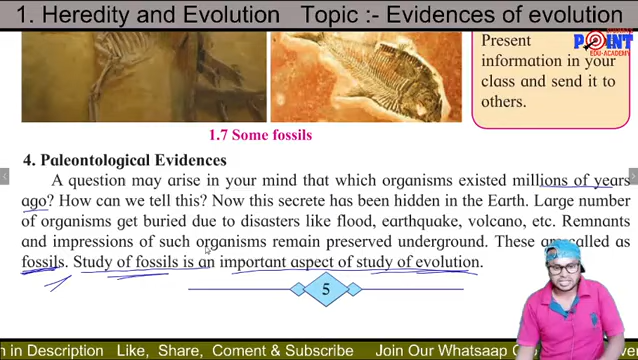 1. Heredity and Evolution Topic :- Evidences of evolution
Present
information in your
class and send it to
others.
POINT
EDU-ACADEMY
1.7 Some fossils
4. Paleontological Evidences
A question may arise in your mind that which organisms existed millions of years
ago? How can we tell this? Now this secrete has been hidden in the Earth. Large number
of organisms get buried due to disasters like flood, earthquake, volcano, etc. Remnants
and impressions of such organisms remain preserved underground. These are called as
fossils. Study of fossils is an important aspect of study of evolution.
5
n in Description Like, Share, Coment & Subscribe Join Our Whatsaap